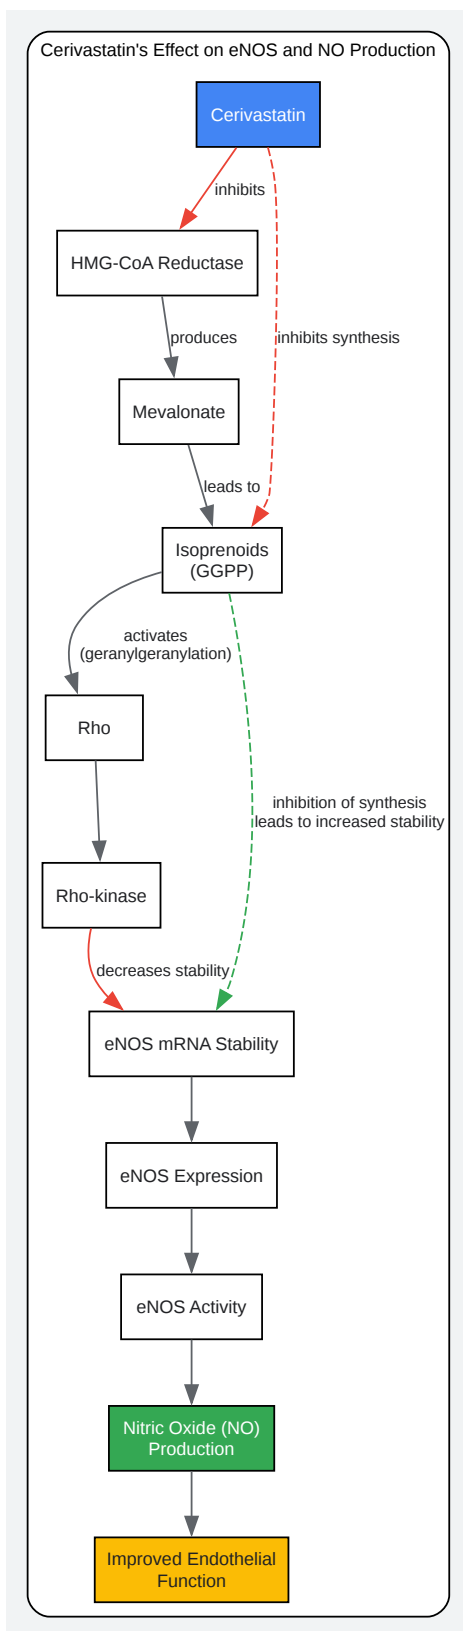 Cerivastatin's Effect on eNOS and NO Production
Cerivastatin
inhibits
HMG-CoA Reductase
produces
inhibits synthesis
Mevalonate
leads to
Isoprenoids
(GGPP)
activates
(geranylgeranylation)
Rho
inhibition of synthesis
leads to increased stability
Rho-kinase
decreases stability
eNOS mRNA Stability
eNOS Expression
eNOS Activity
Nitric Oxide (NO)
Production
Improved Endothelial
Function